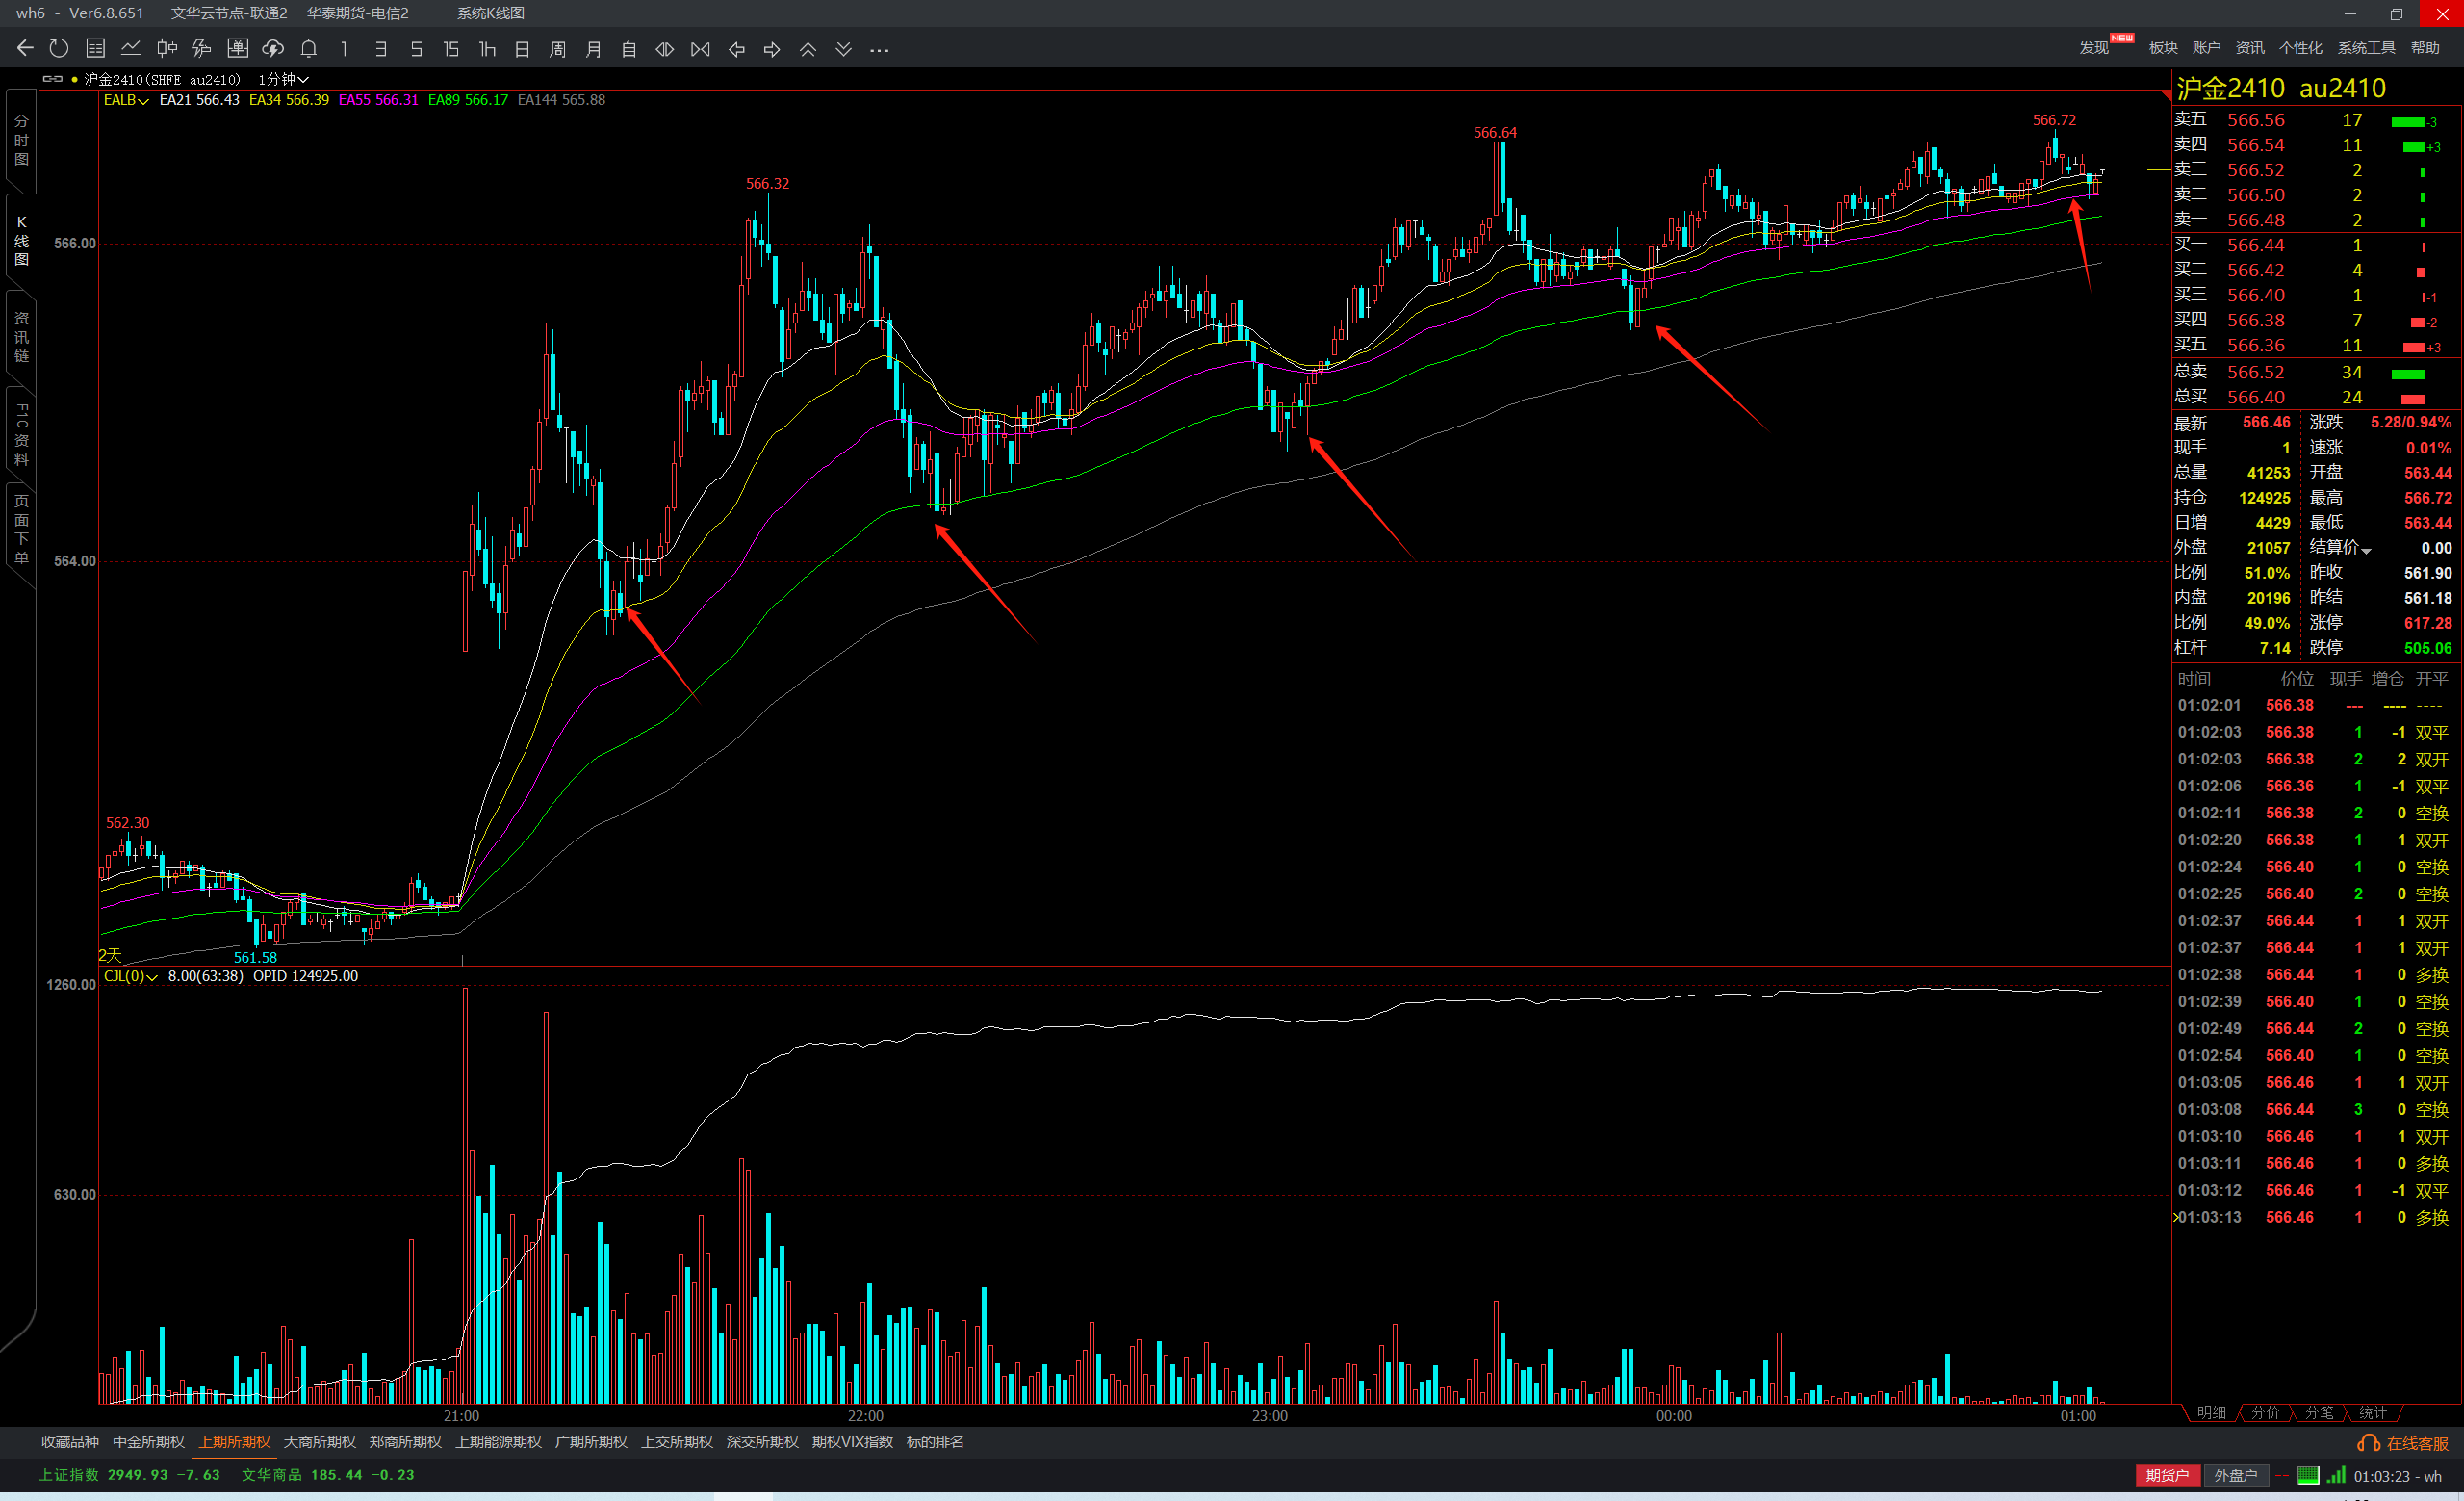 wh6 - Ver6.8.651 文华云节点-联通2 华泰期货-电信2 系统K线图
1 3 5 15 1h 日 周 月 自 ... 发现 NEW 板块 账户 资讯 个性化 系统工具 帮助
沪金2410(SHFE au2410) 1分钟
EALB EA21 566.43 EA34 566.39 EA55 566.31 EA89 566.17 EA144 565.88
分时图
K线图
资讯链
F10资料
页面下单
566.72
566.64
566.32
566.00
564.00
562.30
561.58
2天
CJL(0) 8.00(63:38) OPID 124925.00
1260.00
630.00
21:00 22:00 23:00 00:00 01:00
沪金2410 au2410
卖五 566.56 17 -3
卖四 566.54 11 +3
卖三 566.52 2
卖二 566.50 2
卖一 566.48 2
买一 566.44 1
买二 566.42 4
买三 566.40 1 -1
买四 566.38 7 -2
买五 566.36 11 +3
总卖 566.52 34
总买 566.40 24
最新 566.46 涨跌 5.28/0.94%
现手 1 速涨 0.01%
总量 41253 开盘 563.44
持仓 124925 最高 566.72
日增 4429 最低 563.44
外盘 21057 结算价 0.00
比例 51.0% 昨收 561.90
内盘 20196 昨结 561.18
比例 49.0% 涨停 617.28
杠杆 7.14 跌停 505.06
时间 价位 现手 增仓 开平
01:02:01 566.38 --- ---- ----
01:02:03 566.38 1 -1 双平
01:02:03 566.38 2 2 双开
01:02:06 566.36 1 -1 双平
01:02:11 566.38 2 0 空换
01:02:20 566.38 1 1 双开
01:02:24 566.40 1 0 空换
01:02:25 566.40 2 0 空换
01:02:37 566.44 1 1 双开
01:02:37 566.44 1 1 双开
01:02:38 566.44 1 0 多换
01:02:39 566.40 1 0 空换
01:02:49 566.44 2 0 空换
01:02:54 566.40 1 0 空换
01:03:05 566.46 1 1 双开
01:03:08 566.44 3 0 空换
01:03:10 566.46 1 1 双开
01:03:11 566.46 1 0 多换
01:03:12 566.46 1 -1 双平
01:03:13 566.46 1 0 多换
明细 分价 分笔 统计
收藏品种 中金所期权 上期所期权 大商所期权 郑商所期权 上期能源期权 广期所期权 上交所期权 深交所期权 期权VIX指数 标的排名 在线客服
上证指数 2949.93 -7.63 文华商品 185.44 -0.23 期货户 外盘户 -- 01:03:23 - wh